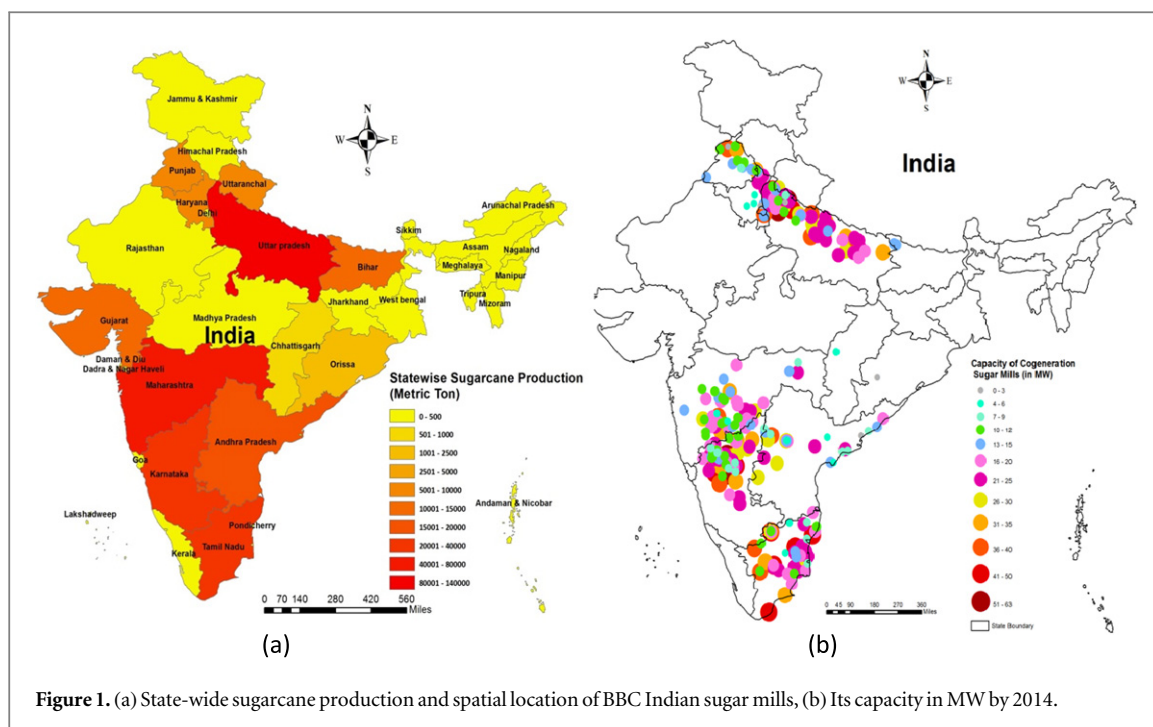 N
W E
S
Jammu & Kashmir
Himachal Pradesh
Punjab
Uttaranchal
Haryana
Delhi
Rajasthan
Uttar pradesh
Bihar
Sikkim
Arunachal Pradesh
Assam
Nagaland
Meghalaya
Manipur
Tripura
Mizoram
West bengal
Jharkhand
Gujarat
Madhya Pradesh
India
Chhattisgarh
Orissa
Daman & Diu
Dadra & Nagar Haveli
Maharashtra
Andhra Pradesh
Goa
Karnataka
Lakshadweep
Pondicherry
Kerala
Tamil Nadu
Andaman & Nicobar
Statewise Sugarcane Production
(Metric Ton)
0 - 500
501 - 1000
1001 - 2500
2501 - 5000
5001 - 10000
10001 - 15000
15001 - 20000
20001 - 40000
40001 - 80000
80001 - 140000
0 70 140 280 420 560
Miles
(a)
N
W E
S
India
Capacity of Cogeneration
Sugar Mills (in MW)
0 - 3
4 - 6
7 - 9
10 - 12
13 - 15
16 - 20
21 - 25
26 - 30
31 - 35
36 - 40
41 - 50
51 - 63
State Boundary
0 45 90 180 270 360
Miles
(b)
Figure 1. (a) State-wide sugarcane production and spatial location of BBC Indian sugar mills, (b) Its capacity in MW by 2014.